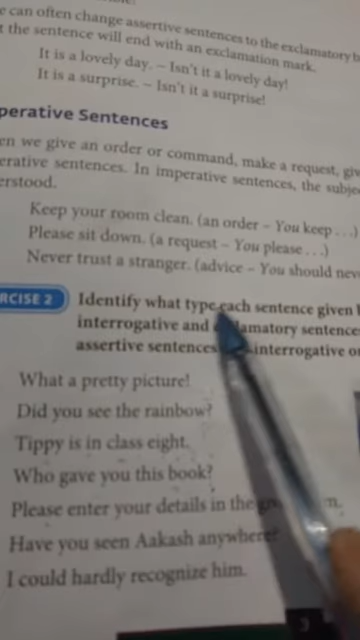 e can often change assertive sentences to the exclamatory b
t the sentence will end with an exclamation mark.
It is a lovely day. – Isn't it a lovely day!
It is a surprise. – Isn't it a surprise!
perative Sentences
en we give an order or command, make a request, giv
erative sentences. In imperative sentences, the subje
erstood.
Keep your room clean. (an order – You keep . . .)
Please sit down. (a request – You please . . .)
Never trust a stranger. (advice – You should nev
RCISE 2 Identify what type each sentence given
interrogative and lamatory sentence
assertive sentences interrogative o
What a pretty picture!
Did you see the rainbow?
Tippy is in class eight.
Who gave you this book?
Please enter your details in the
Have you seen Aakash anywhere?
I could hardly recognize him.